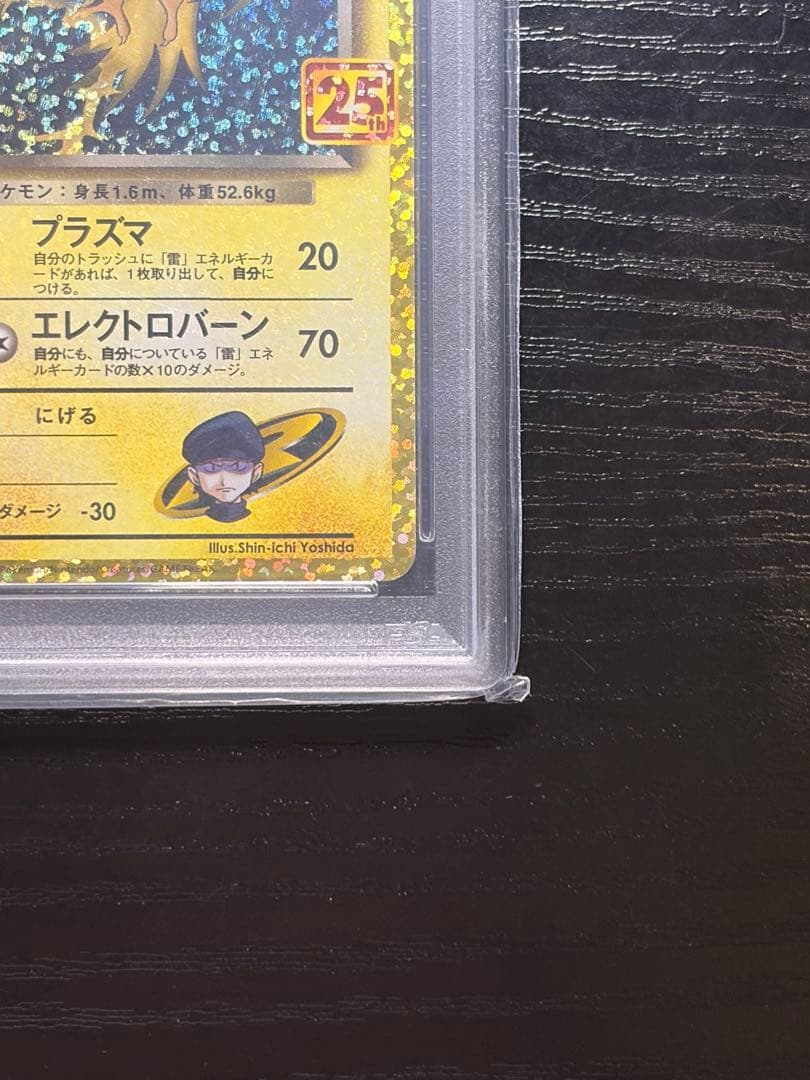 25th
ケモン：身長1.6m、体重52.6kg
プラズマ 20
自分のトラッシュに「雷」エネルギーカ
ードがあれば、1枚取り出して、自分に
つける。
エレクトロバーン 70
自分にも、自分についている「雷」エネ
ルギーカードの数×10のダメージ。
にげる
ダメージ -30
Illus.Shin-ichi Yoshida
Pokémon/Nintendo/Creatures/GAME FREAK